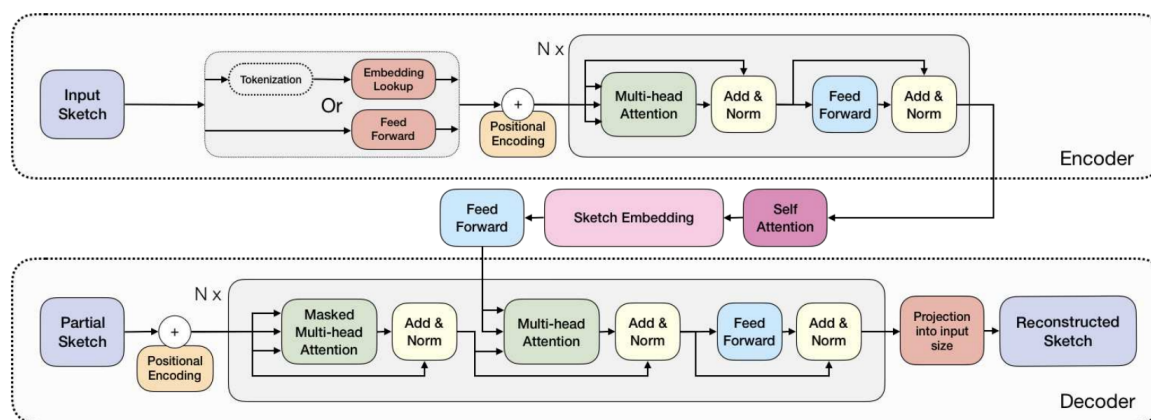 N x
Input
Sketch
Tokenization
Embedding
Lookup
Or
Feed
Forward
+
Positional
Encoding
Multi-head
Attention
Add &
Norm
Feed
Forward
Add &
Norm
Encoder
Feed
Forward
Sketch Embedding
Self
Attention
N x
Partial
Sketch
+
Positional
Encoding
Masked
Multi-head
Attention
Add &
Norm
Multi-head
Attention
Add &
Norm
Feed
Forward
Add &
Norm
Projection
into input
size
Reconstructed
Sketch
Decoder